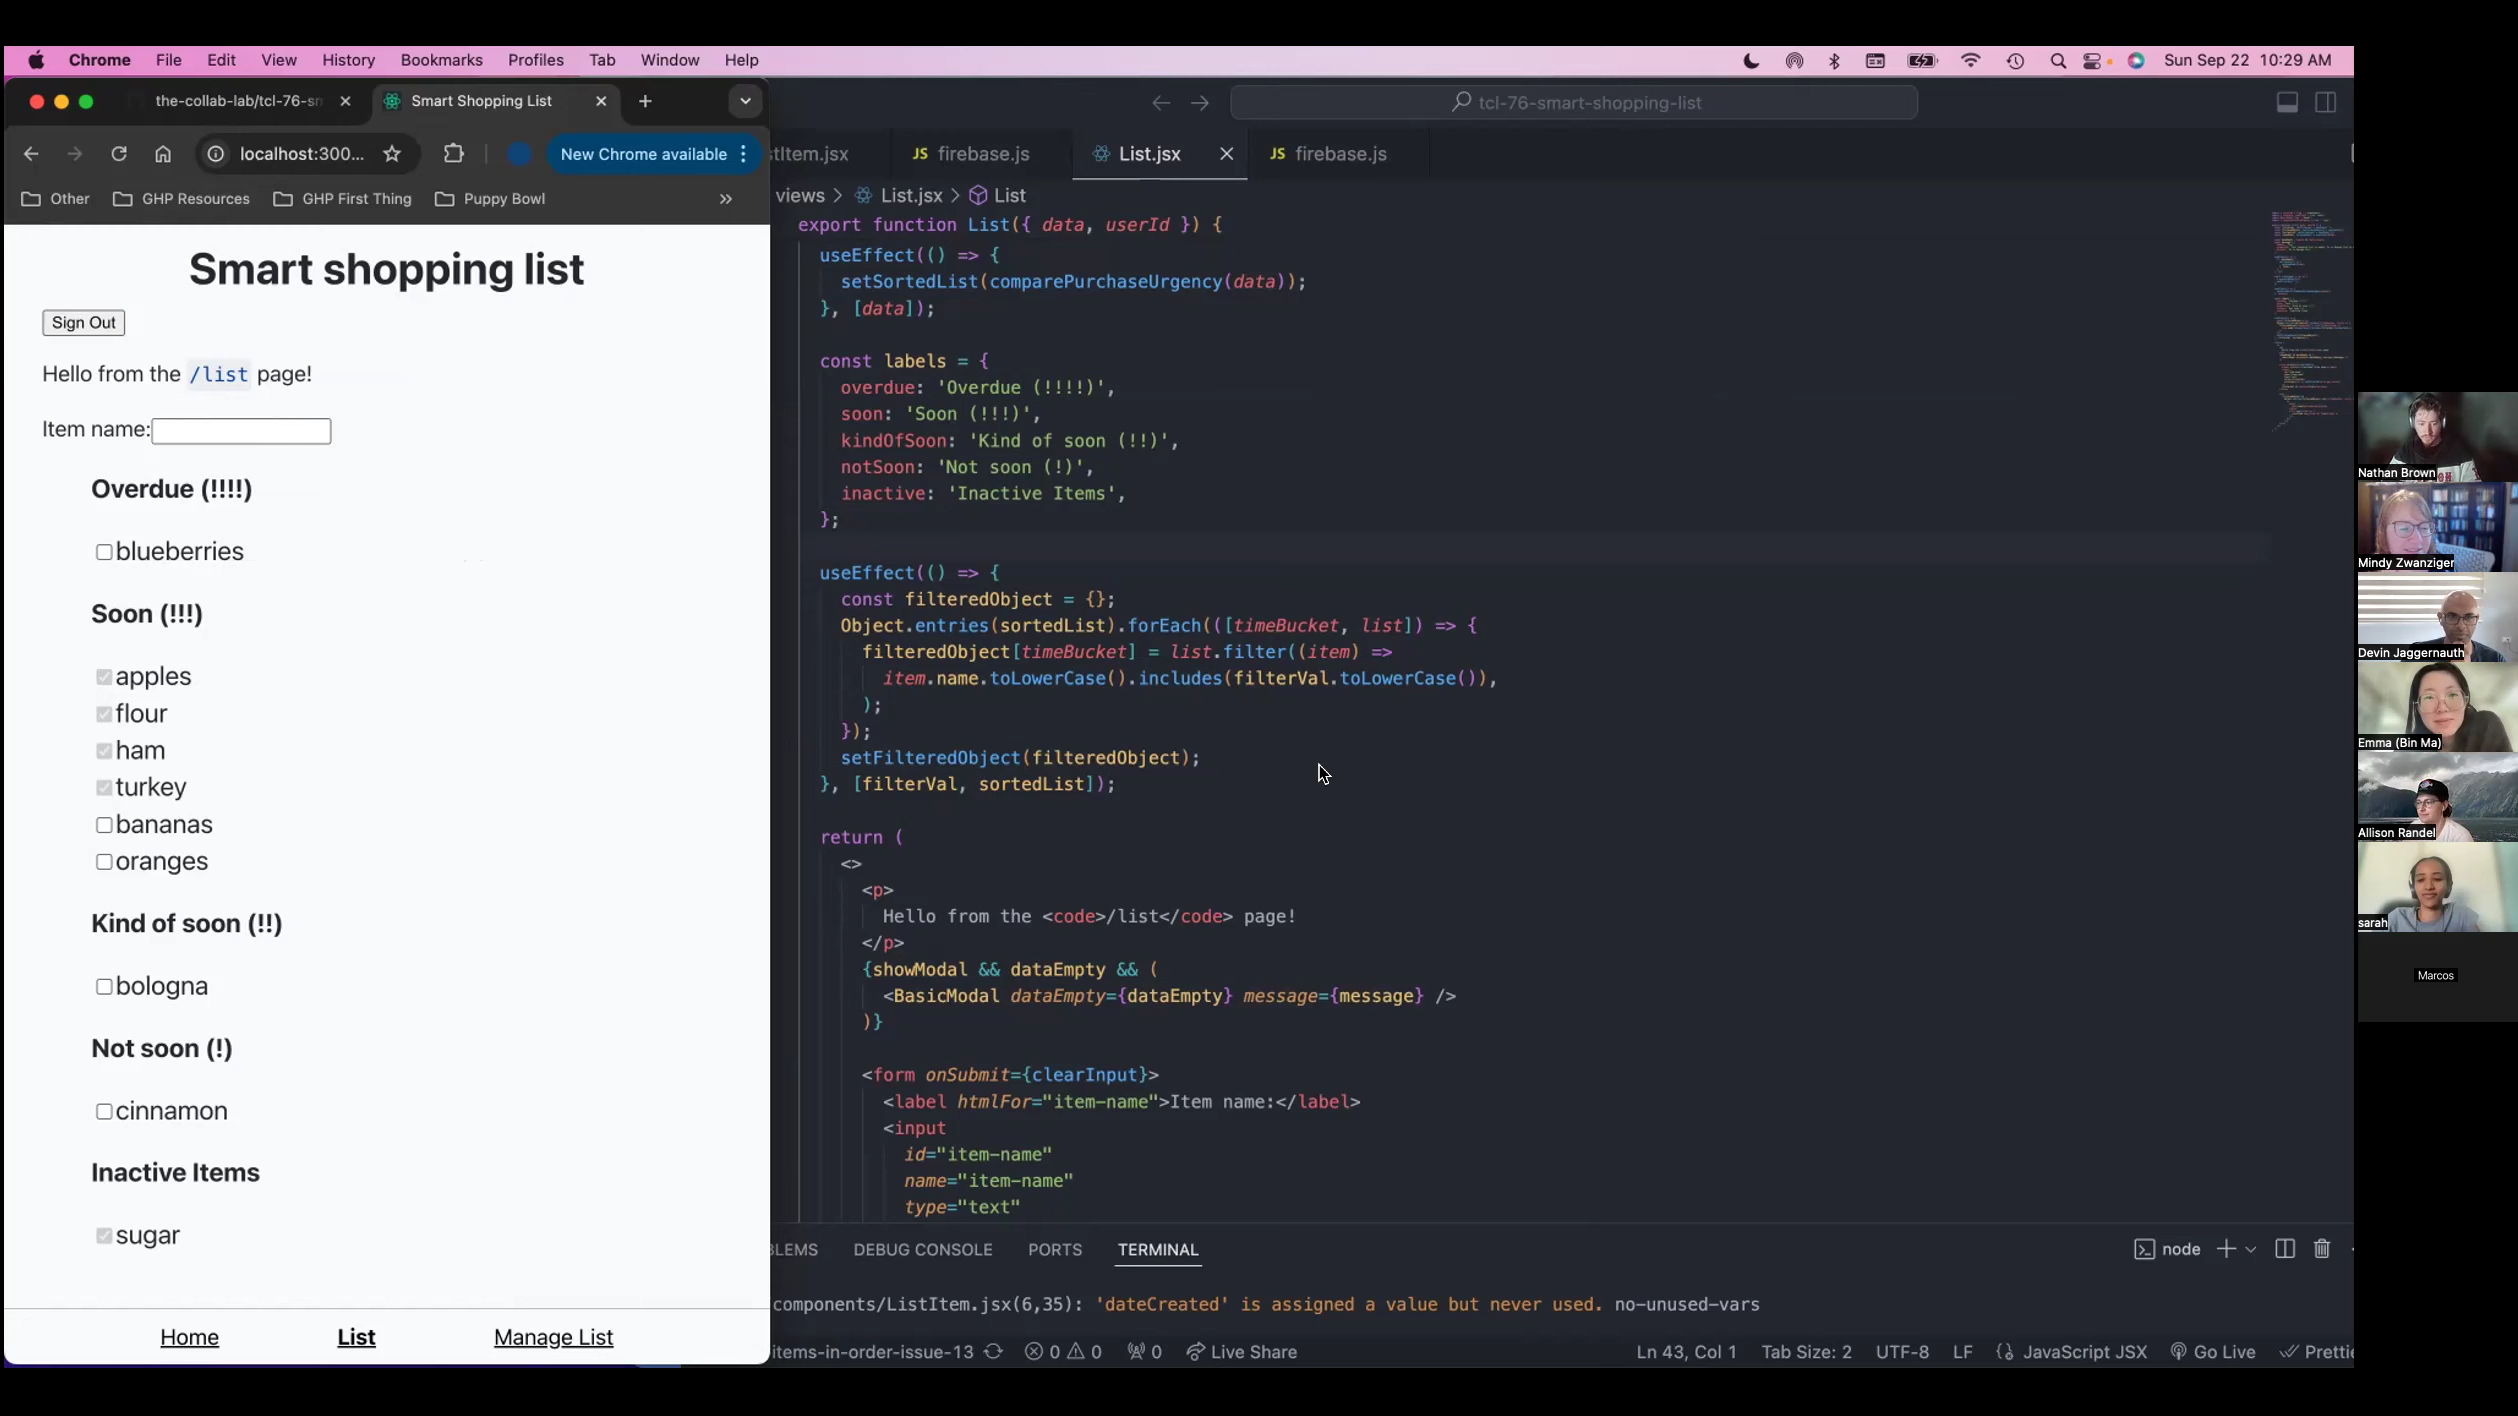 Chrome File Edit View History Bookmarks Profiles Tab Window Help
Sun Sep 22 10:29 AM
the-collab-lab/tcl-76-sm
Smart Shopping List
localhost:300...
New Chrome available
Other
GHP Resources
GHP First Thing
Puppy Bowl
»
Smart shopping list
Sign Out
Hello from the /list page!
Item name:
Overdue (!!!!)
blueberries
Soon (!!!)
apples
flour
ham
turkey
bananas
oranges
Kind of soon (!!)
bologna
Not soon (!)
cinnamon
Inactive Items
sugar
Home
List
Manage List
tcl-76-smart-shopping-list
stItem.jsx
JS firebase.js
List.jsx
JS firebase.js
views > List.jsx > List
export function List({ data, userId }) {
useEffect(() => {
setSortedList(comparePurchaseUrgency(data));
}, [data]);
const labels = {
overdue: 'Overdue (!!!!)',
soon: 'Soon (!!!)',
kindOfSoon: 'Kind of soon (!!)',
notSoon: 'Not soon (!)',
inactive: 'Inactive Items',
};
useEffect(() => {
const filteredObject = {};
Object.entries(sortedList).forEach(([timeBucket, list]) => {
filteredObject[timeBucket] = list.filter((item) =>
item.name.toLowerCase().includes(filterVal.toLowerCase()),
);
});
setFilteredObject(filteredObject);
}, [filterVal, sortedList]);
return (
<>
<p>
Hello from the <code>/list</code> page!
</p>
{showModal && dataEmpty && (
<BasicModal dataEmpty={dataEmpty} message={message} />
)}
<form onSubmit={clearInput}>
<label htmlFor="item-name">Item name:</label>
<input
id="item-name"
name="item-name"
type="text"
BLEMS
DEBUG CONSOLE
PORTS
TERMINAL
node
components/ListItem.jsx(6,35): 'dateCreated' is assigned a value but never used. no-unused-vars
items-in-order-issue-13
0 0
0
Live Share
Ln 43, Col 1
Tab Size: 2
UTF-8
LF
JavaScript JSX
Go Live
Prettie
Nathan Brown
Mindy Zwanziger
Devin Jaggernauth
Emma (Bin Ma)
Allison Randel
sarah
Marcos